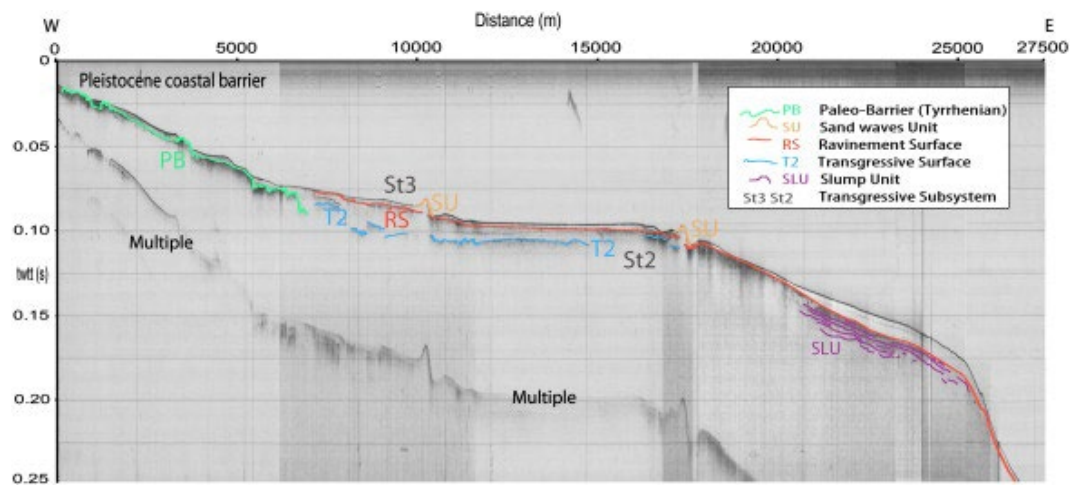 Distance (m)
W E
0 5000 10000 15000 20000 25000 27500
0
Pleistocene coastal barrier
PB Paleo-Barrier (Tyrrhenian)
SU Sand waves Unit
RS Ravinement Surface
T2 Transgressive Surface
SLU Slump Unit
St3 St2 Transgressive Subsystem
0.05
PB
St3
SU
T2
RS
0.10
SU
Multiple
T2
St2
twtt (s)
0.15
SLU
0.20
Multiple
0.25